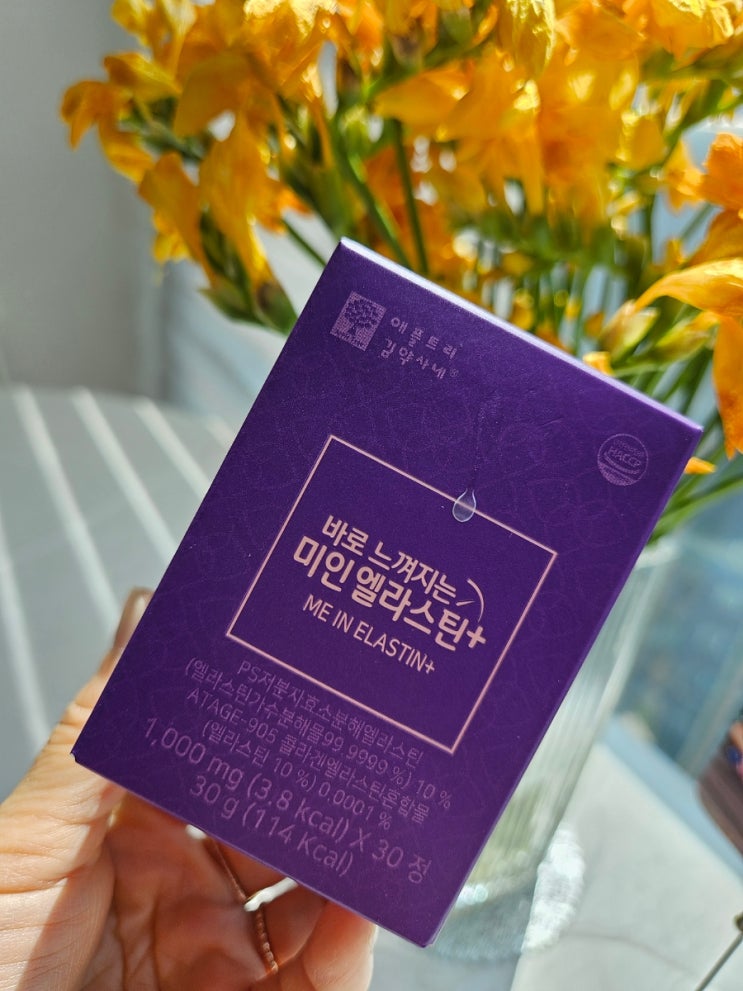 애플트리
김약사네®
HACCP
바로 느껴지는
미인 엘라스틴+
ME IN ELASTIN+
PS저분자효소분해엘라스틴
(엘라스틴가수분해물99.9999 %) 10 %
ATAGE-905 콜라겐엘라스틴혼합물
(엘라스틴 10 %) 0.0001 %
1,000 mg (3.8 kcal) X 30 정
30 g (114 Kcal)